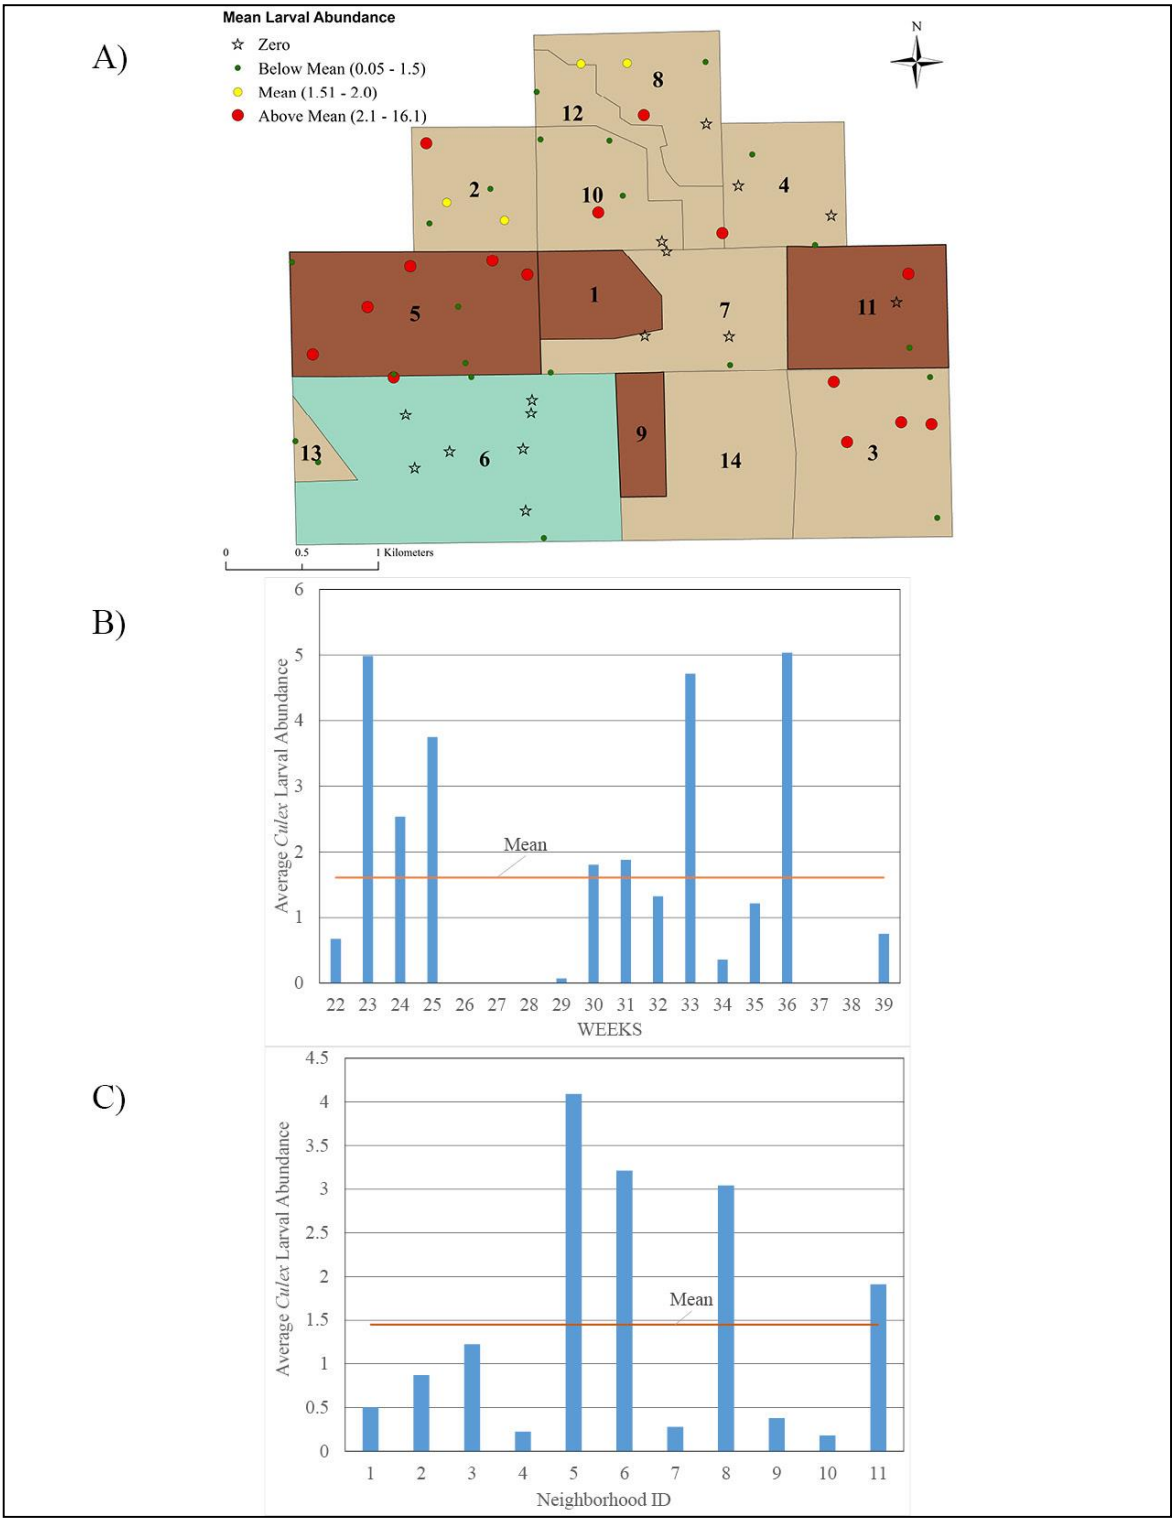 A)
Mean Larval Abundance
Zero
Below Mean (0.05 - 1.5)
Mean (1.51 - 2.0)
Above Mean (2.1 - 16.1)
N
8
12
2
10
4
5
1
7
11
13
6
9
14
3
0 0.5 1 Kilometers
B)
6
5
4
3
2
1
0
Average Culex Larval Abundance
Mean
22 23 24 25 26 27 28 29 30 31 32 33 34 35 36 37 38 39
WEEKS
C)
4.5
4
3.5
3
2.5
2
1.5
1
0.5
0
Average Culex Larval Abundance
Mean
1 2 3 4 5 6 7 8 9 10 11
Neighborhood ID